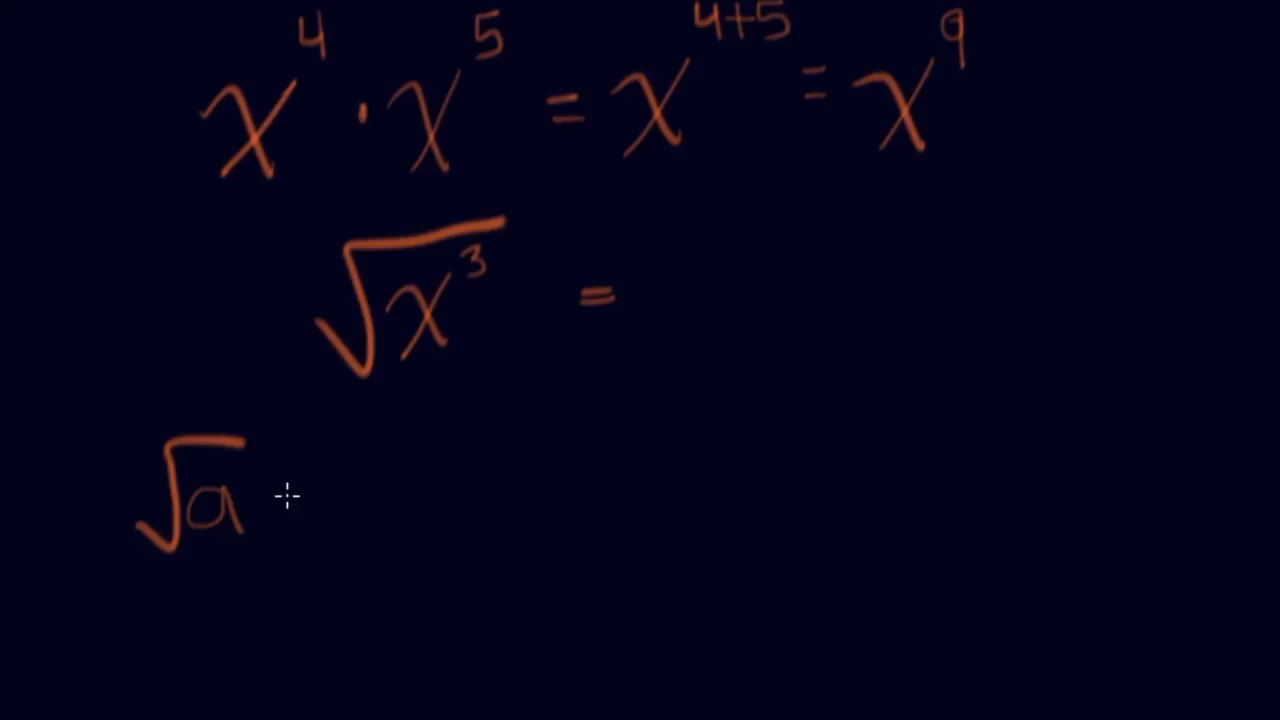 x⁴ · x⁵ = x⁴⁺⁵ = x⁹
√x³ =
√a